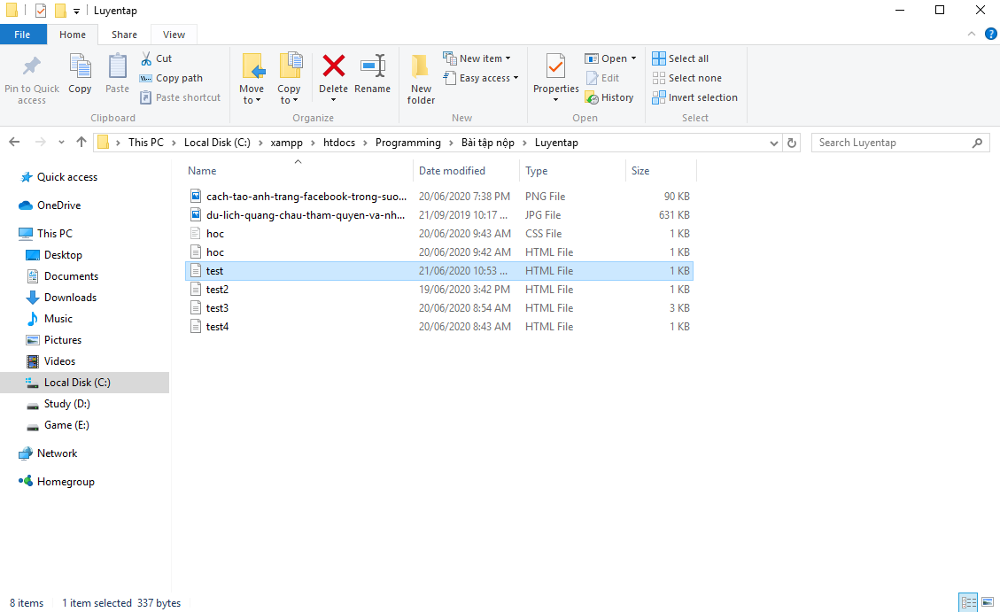 Luyentap
File Home Share View
Pin to Quick access
Copy
Paste
Cut
Copy path
Paste shortcut
Clipboard
Move to
Copy to
Delete
Rename
Organize
New folder
New item
Easy access
New
Properties
Open
Edit
History
Open
Select all
Select none
Invert selection
Select
This PC > Local Disk (C:) > xampp > htdocs > Programming > Bài tập nộp > Luyentap
Search Luyentap
Quick access
OneDrive
This PC
Desktop
Documents
Downloads
Music
Pictures
Videos
Local Disk (C:)
Study (D:)
Game (E:)
Network
Homegroup
Name Date modified Type Size
cach-tao-anh-trang-facebook-trong-suo... 20/06/2020 7:38 PM PNG File 90 KB
du-lich-quang-chau-tham-quyen-va-nh... 21/09/2019 10:17 ... JPG File 631 KB
hoc 20/06/2020 9:43 AM CSS File 1 KB
hoc 20/06/2020 9:42 AM HTML File 1 KB
test 21/06/2020 10:53 ... HTML File 1 KB
test2 19/06/2020 3:42 PM HTML File 1 KB
test3 20/06/2020 8:54 AM HTML File 3 KB
test4 20/06/2020 8:43 AM HTML File 1 KB
8 items 1 item selected 337 bytes